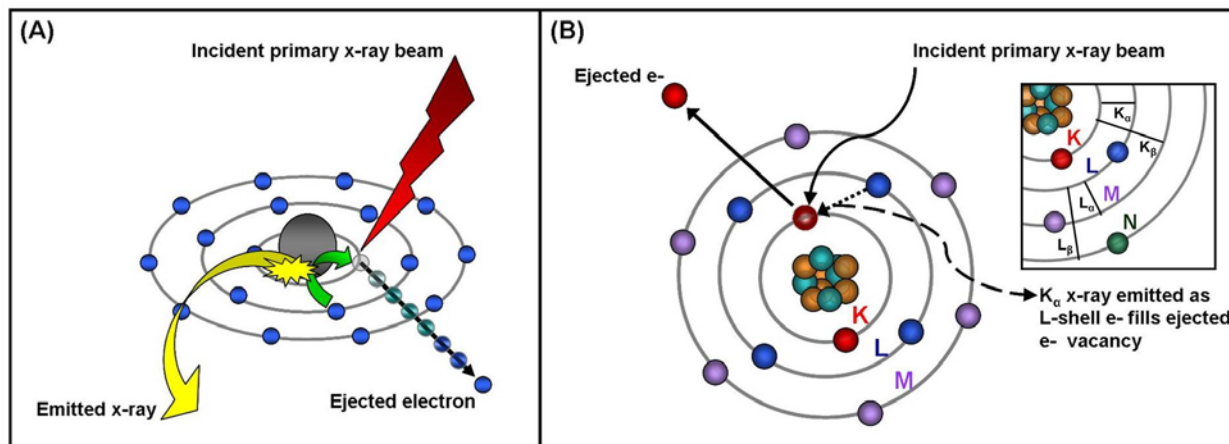 (A)
Incident primary x-ray beam
Emitted x-ray
Ejected electron
(B)
Incident primary x-ray beam
Ejected e-
K
L
M
Kα x-ray emitted as
L-shell e- fills ejected
e- vacancy
Kα
Kβ
K
L
Lα
M
Lβ
N